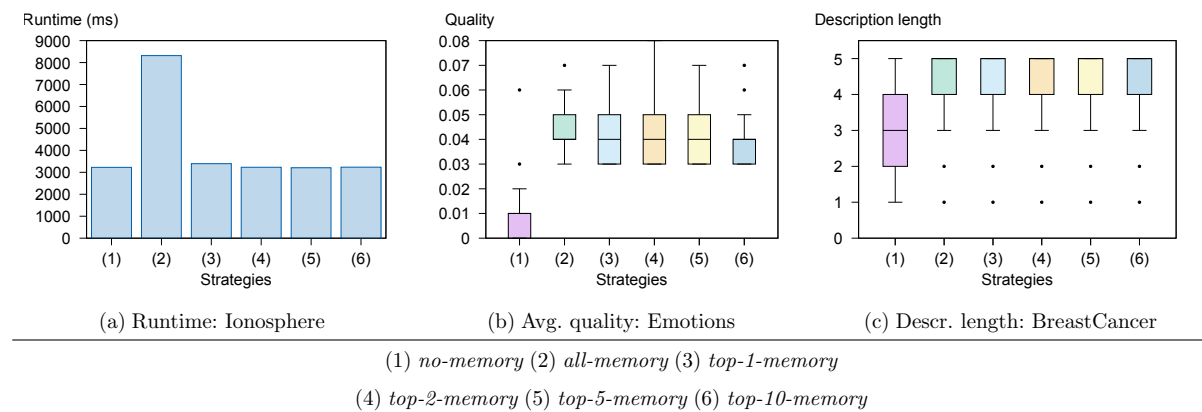 Runtime (ms)
9000
8000
7000
6000
5000
4000
3000
2000
1000
0
(1) (2) (3) (4) (5) (6)
Strategies
(a) Runtime: Ionosphere
Quality
0.08
0.07
0.06
0.05
0.04
0.03
0.02
0.01
0
(1) (2) (3) (4) (5) (6)
Strategies
(b) Avg. quality: Emotions
Description length
5
4
3
2
1
0
(1) (2) (3) (4) (5) (6)
Strategies
(c) Descr. length: BreastCancer
(1) no-memory (2) all-memory (3) top-1-memory
(4) top-2-memory (5) top-5-memory (6) top-10-memory